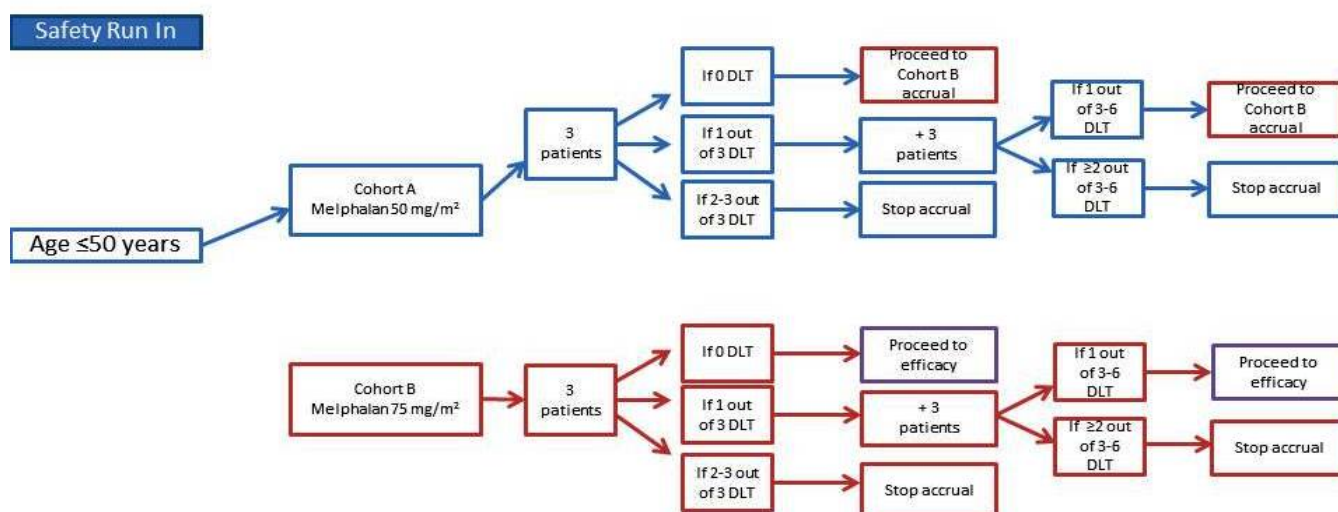 Safety Run In
Age ≤50 years
Cohort A
Melphalan 50 mg/m²
3
patients
If 0 DLT
Proceed to
Cohort B
accrual
If 1 out
of 3 DLT
+ 3
patients
If 1 out
of 3-6
DLT
Proceed to
Cohort B
accrual
If ≥2 out
of 3-6
DLT
Stop accrual
If 2-3 out
of 3 DLT
Stop accrual
Cohort B
Melphalan 75 mg/m²
3
patients
If 0 DLT
Proceed to
efficacy
If 1 out
of 3 DLT
+ 3
patients
If 1 out
of 3-6
DLT
Proceed to
efficacy
If ≥2 out
of 3-6
DLT
Stop accrual
If 2-3 out
of 3 DLT
Stop accrual